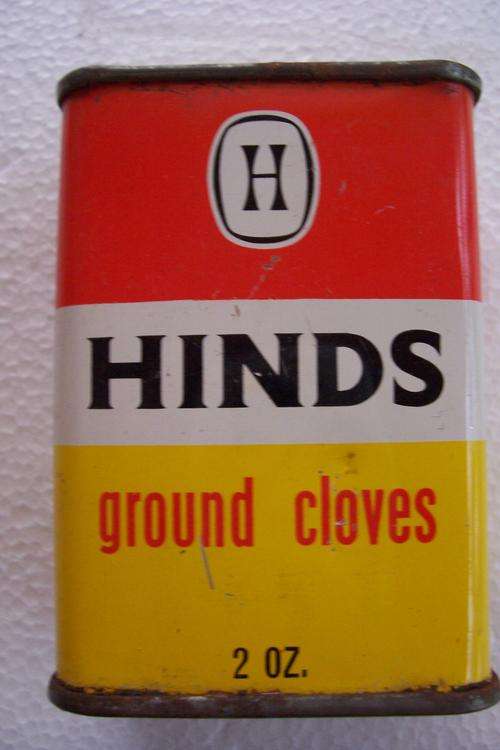 H
HINDS
ground cloves
2 OZ.